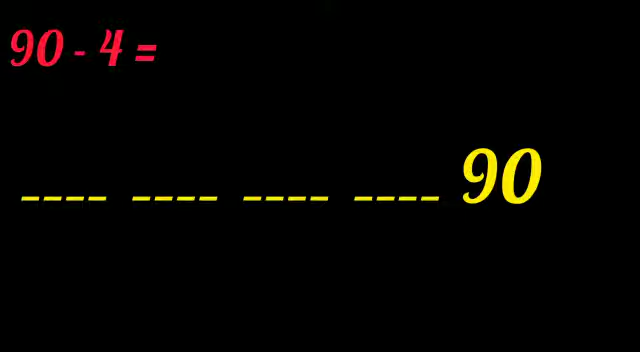 90 - 4 =
---- ---- ---- ---- 90